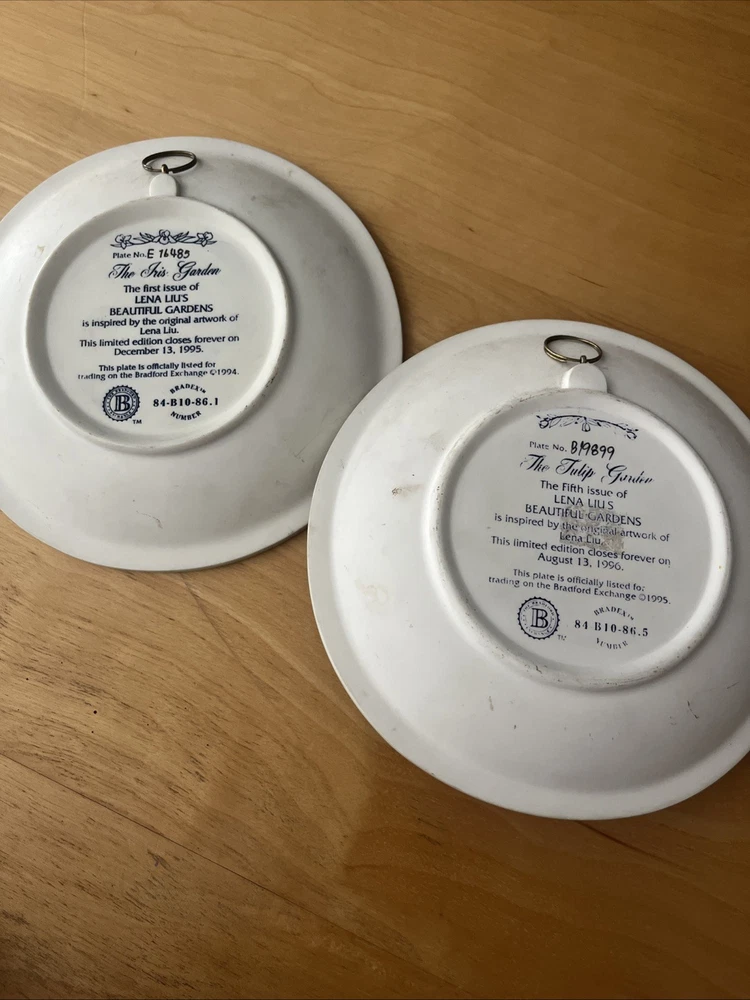 Plate No. E 16485
The Iris Garden
The first issue of
LENA LIU'S
BEAUTIFUL GARDENS
is inspired by the original artwork of
Lena Liu.
This limited edition closes forever on
December 13, 1995.
This plate is officially listed for
trading on the Bradford Exchange ©1994.
BRADEX™
B
84-B10-86.1
TM
NUMBER
Plate No. B19899
The Tulip Garden
The Fifth issue of
LENA LIU'S
BEAUTIFUL GARDENS
is inspired by the original artwork of
Lena Liu.
This limited edition closes forever on
August 13, 1996.
This plate is officially listed for
trading on the Bradford Exchange ©1995.
BRADEX™
B
84 B10-86.5
TM
NUMBER